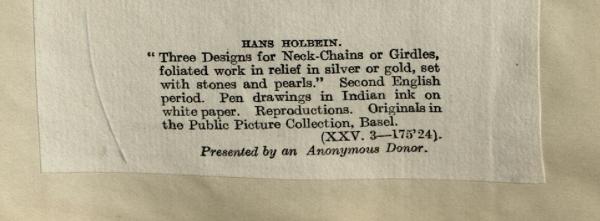 HANS HOLBEIN.
"Three Designs for Neck-Chains or Girdles,
foliated work in relief in silver or gold, set
with stones and pearls." Second English
period. Pen drawings in Indian ink on
white paper. Reproductions. Originals in
the Public Picture Collection, Basel.
(XXV. 3—175'24).
Presented by an Anonymous Donor.